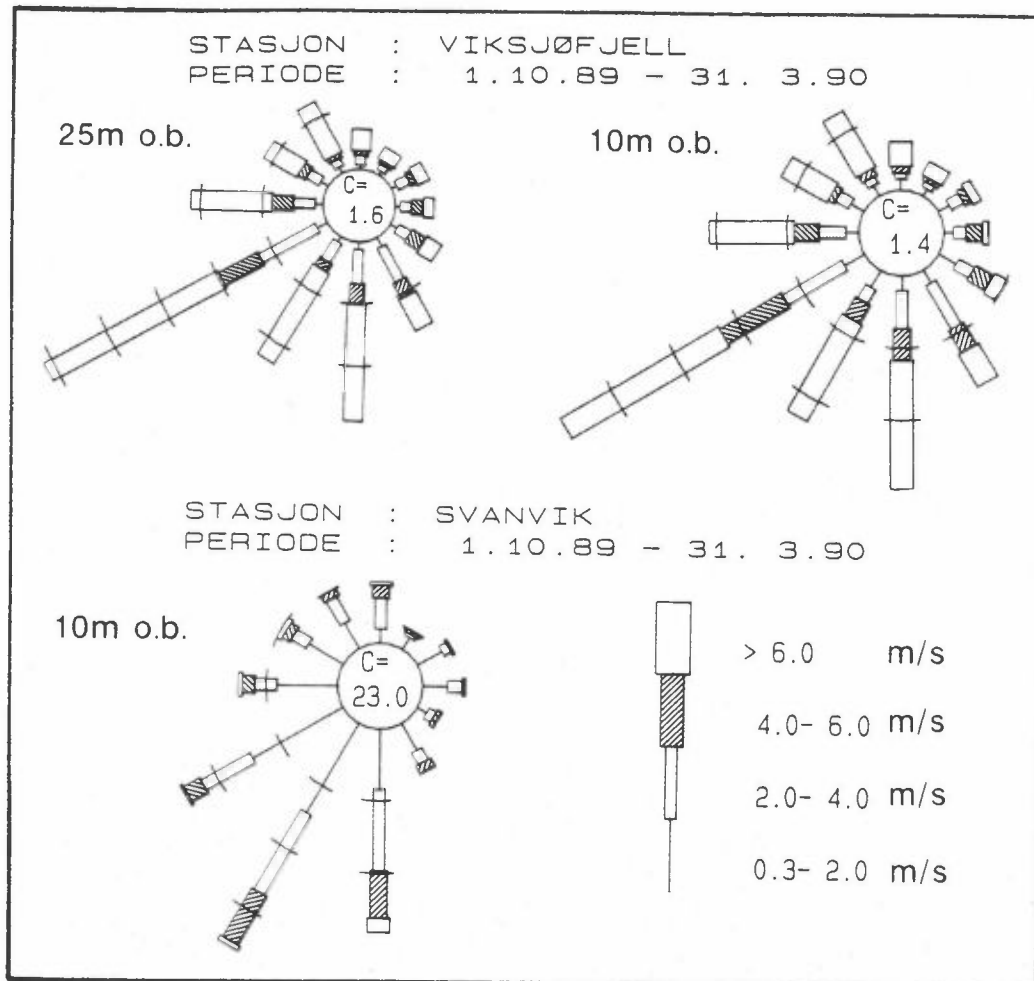 STASJON : VIKSJØFJELL
PERIODE : 1.10.89 - 31. 3.90
25m o.b.
10m o.b.
C=
1.6
C=
1.4
STASJON : SVANVIK
PERIODE : 1.10.89 - 31. 3.90
10m o.b.
C=
23.0
> 6.0 m/s
4.0- 6.0 m/s
2.0- 4.0 m/s
0.3- 2.0 m/s